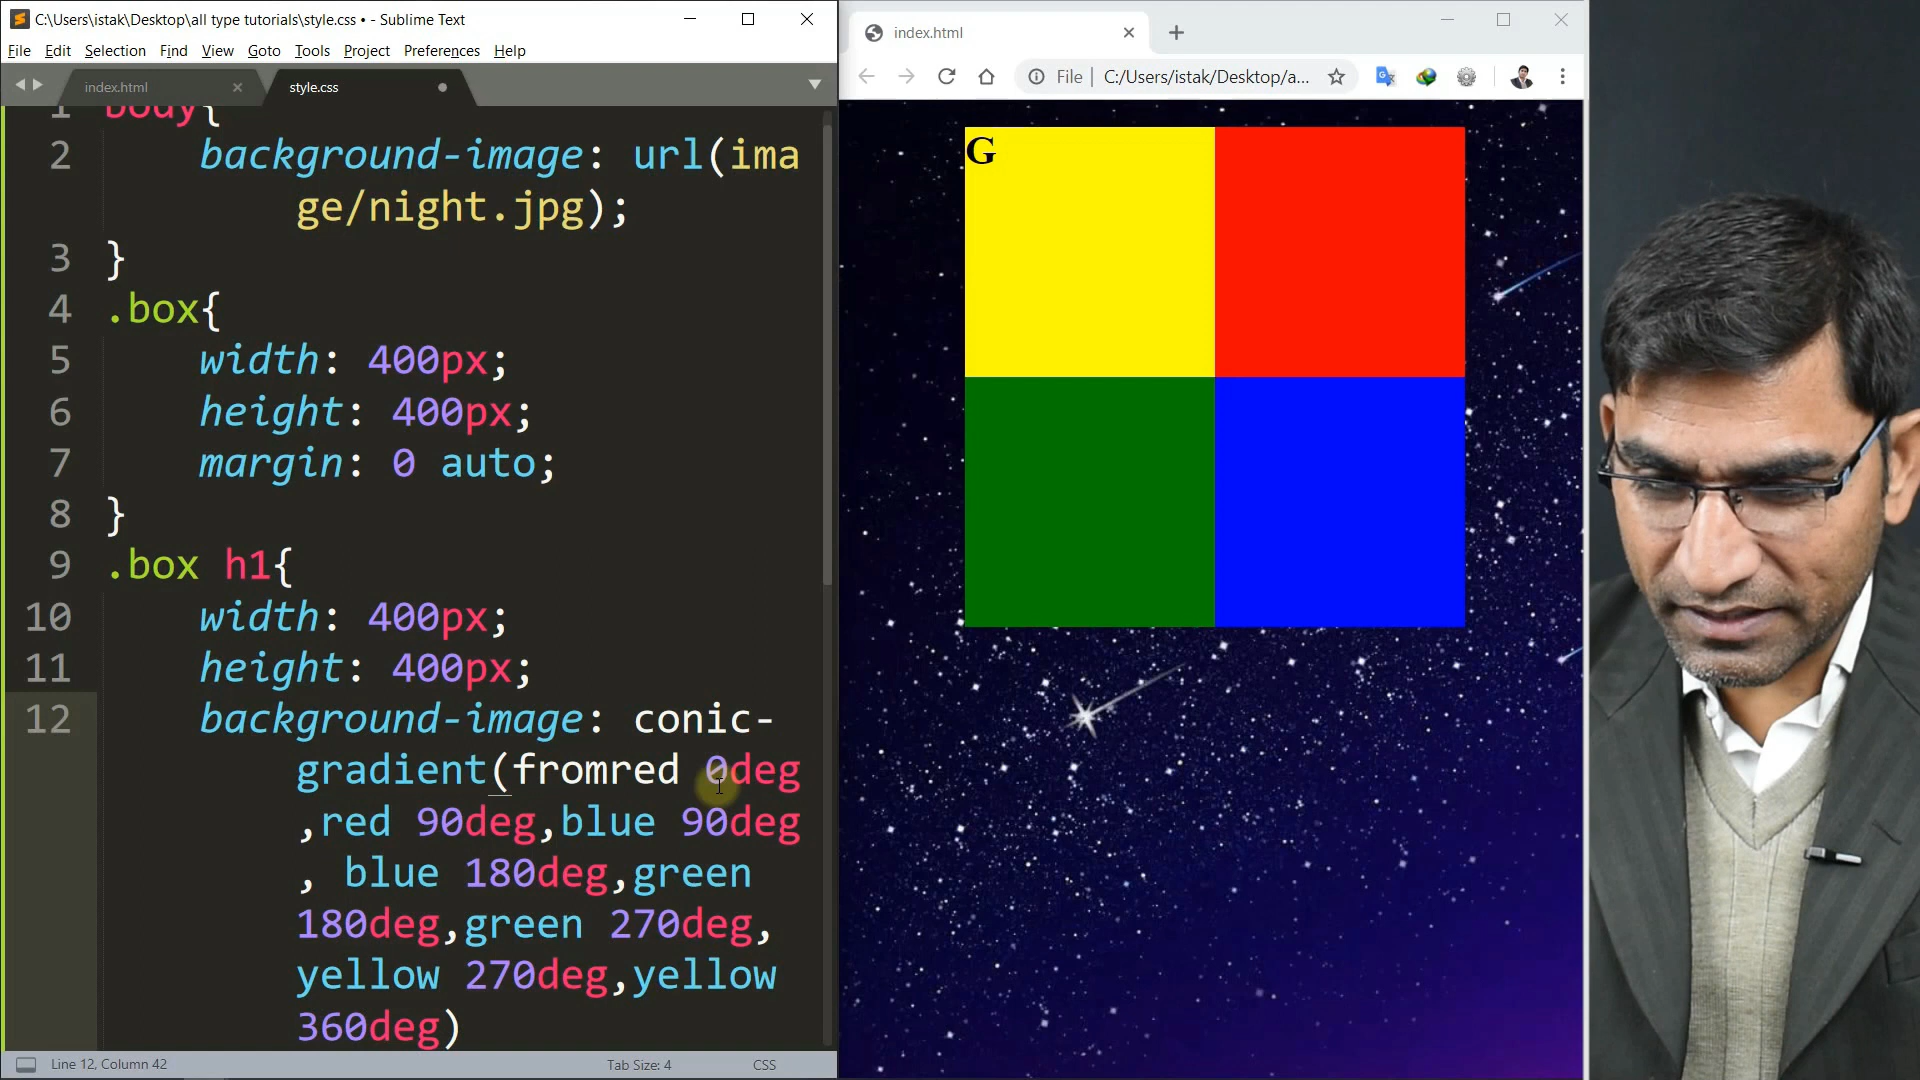 C:\Users\istak\Desktop\all type tutorials\style.css • - Sublime Text
File Edit Selection Find View Goto Tools Project Preferences Help
index.html
style.css
1 body{
2 background-image: url(ima
ge/night.jpg);
3 }
4 .box{
5 width: 400px;
6 height: 400px;
7 margin: 0 auto;
8 }
9 .box h1{
10 width: 400px;
11 height: 400px;
12 background-image: conic-
gradient(fromred 0deg
,red 90deg,blue 90deg
, blue 180deg,green
180deg,green 270deg,
yellow 270deg,yellow
360deg)
Line 12, Column 42
Tab Size: 4
CSS
index.html
File | C:/Users/istak/Desktop/a...
G